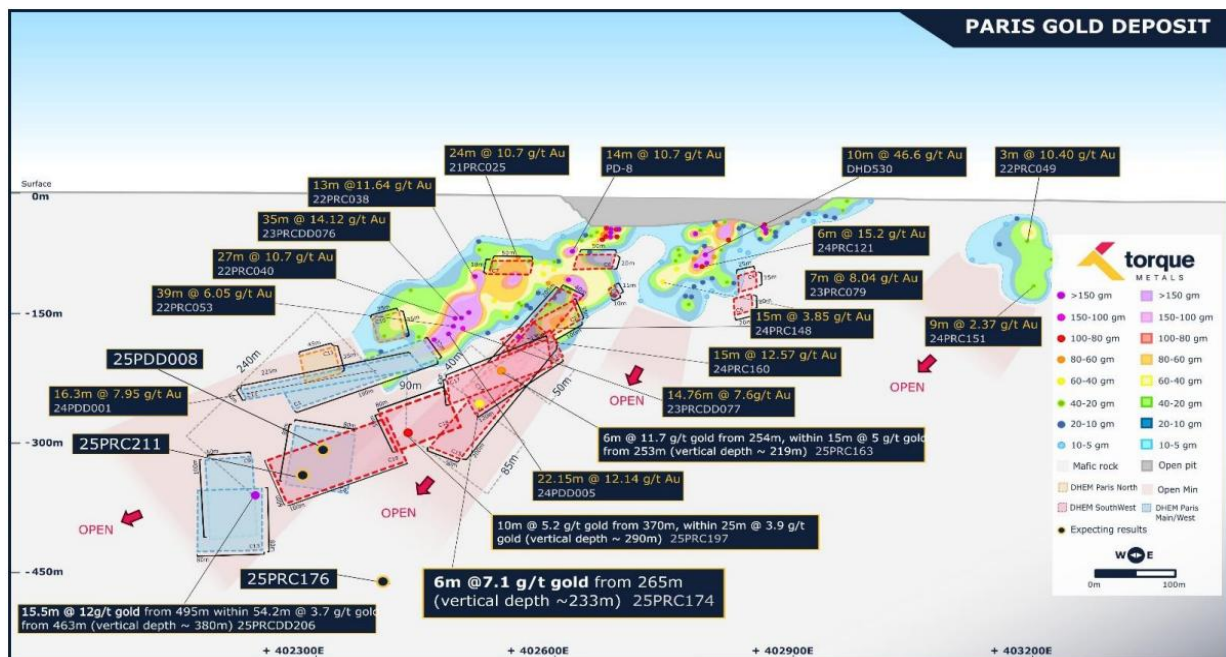 PARIS GOLD DEPOSIT
24m @ 10.7 g/t Au
21PRC025
14m @ 10.7 g/t Au
PD-8
10m @ 46.6 g/t Au
DHD530
3m @ 10.40 g/t Au
22PRC049
13m @11.64 g/t Au
22PRC038
Surface
0m
35m @ 14.12 g/t Au
23PRCDD076
6m @ 15.2 g/t Au
24PRC121
27m @ 10.7 g/t Au
22PRC040
7m @ 8.04 g/t Au
23PRC079
39m @ 6.05 g/t Au
22PRC053
-150m
15m @ 3.85 g/t Au
24PRC148
9m @ 2.37 g/t Au
24PRC151
25PDD008
240m
40m
90m
50m
15m @ 12.57 g/t Au
24PRC160
OPEN
OPEN
16.3m @ 7.95 g/t Au
24PDD001
14.76m @ 7.6g/t Au
23PRCDD077
-300m
25PRC211
6m @ 11.7 g/t gold from 254m, within 15m @ 5 g/t gold
from 253m (vertical depth ~ 219m) 25PRC163
85m
22.15m @ 12.14 g/t Au
24PDD005
OPEN
OPEN
10m @ 5.2 g/t gold from 370m, within 25m @ 3.9 g/t
gold (vertical depth ~ 290m) 25PRC197
-450m
25PRC176
6m @7.1 g/t gold from 265m
(vertical depth ~233m) 25PRC174
15.5m @ 12g/t gold from 495m within 54.2m @ 3.7 g/t gold
from 463m (vertical depth ~ 380m) 25PRCDD206
+ 402300E
+ 402600E
+ 402900E
+ 403200E
torque
METALS
>150 gm
>150 gm
150-100 gm
150-100 gm
100-80 gm
100-80 gm
80-60 gm
80-60 gm
60-40 gm
60-40 gm
40-20 gm
40-20 gm
20-10 gm
20-10 gm
10-5 gm
10-5 gm
Mafic rock
Open pit
DHEM Paris North
Open Min
DHEM SouthWest
DHEM Paris
Main/West
Expecting results
W E
0m
100m